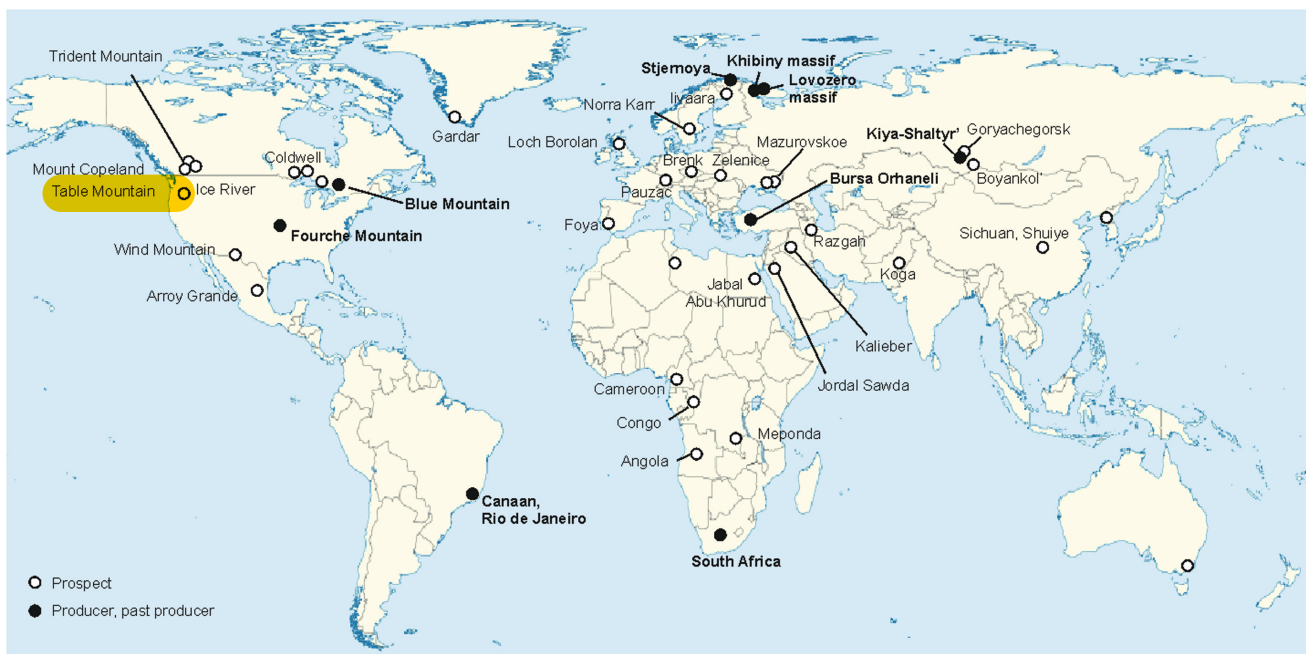 Trident Mountain
Mount Copeland
Table Mountain
Ice River
Coldwell
Blue Mountain
Fourche Mountain
Wind Mountain
Arroy Grande
Gardar
Canaan,
Rio de Janeiro
Stjernoya
Khibiny massif
Lovozero
massif
Iivaara
Norra Karr
Loch Borolan
Brenk
Zelenice
Mazurovskoe
Pauzac
Foya
Bursa Orhaneli
Kiya-Shaltyr'
Goryachegorsk
Boyankol'
Razgah
Koga
Sichuan, Shuiye
Jabal
Abu Khurud
Kalieber
Jordal Sawda
Cameroon
Congo
Angola
Meponda
South Africa
Prospect
Producer, past producer